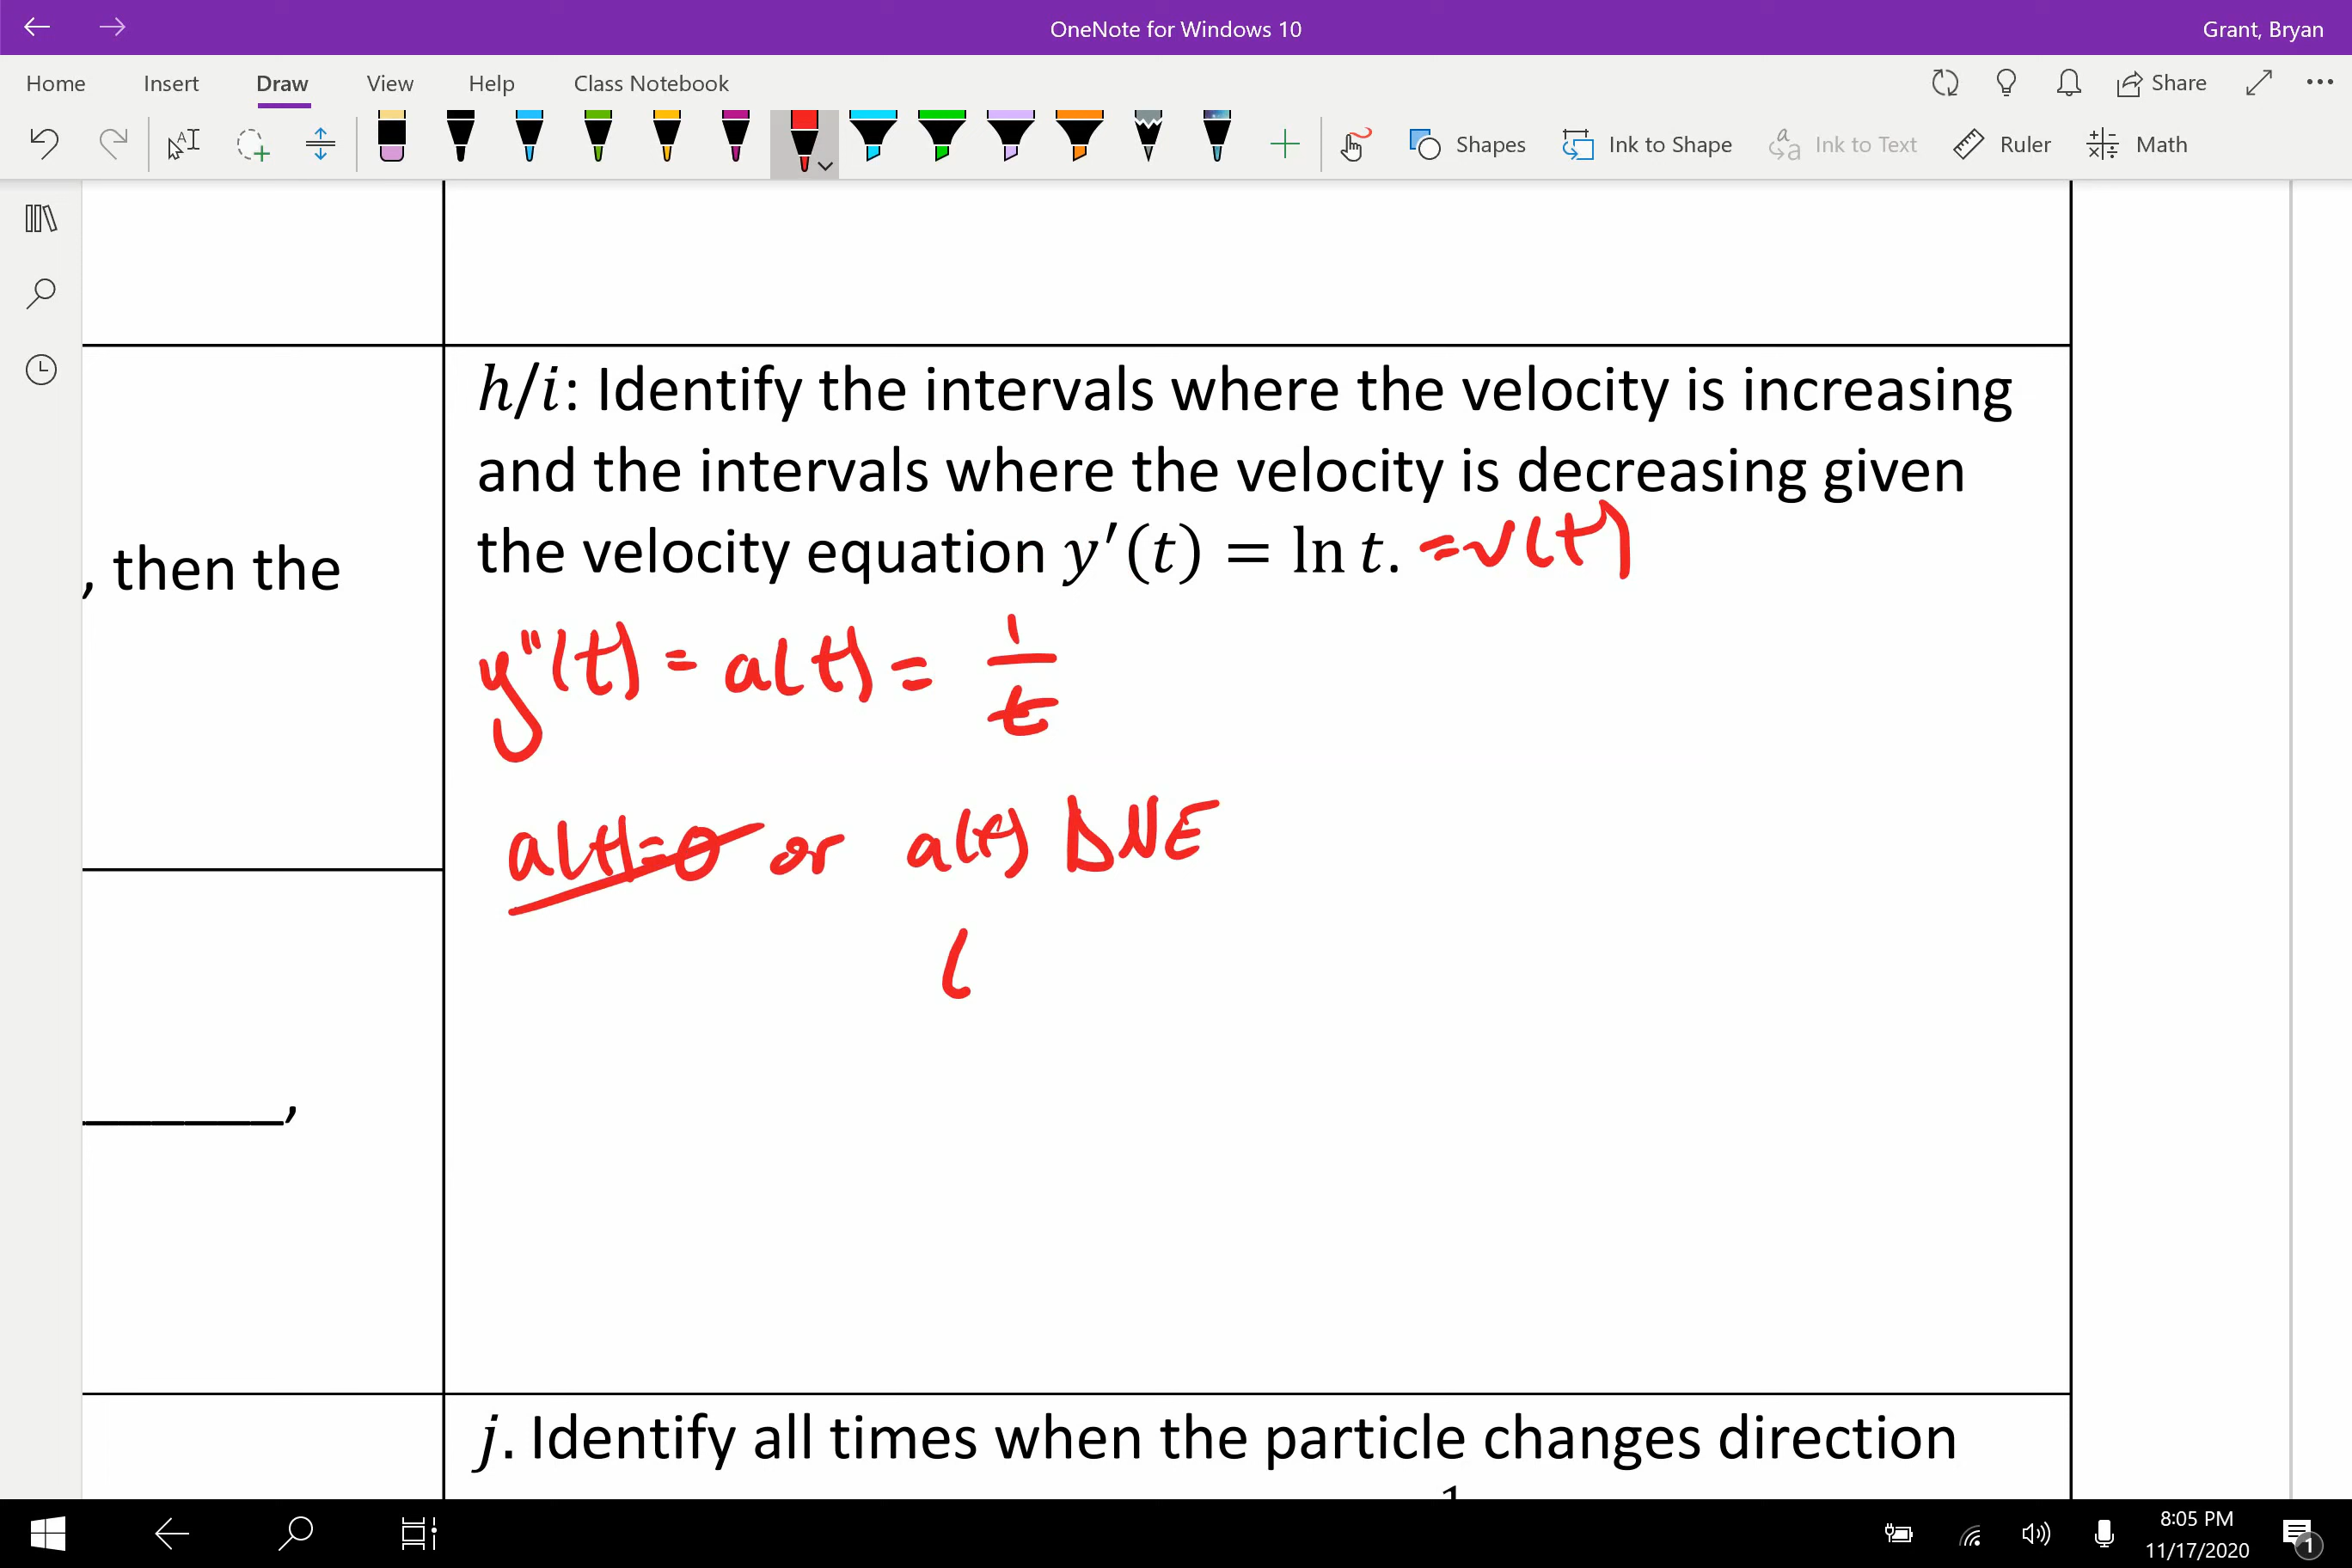 OneNote for Windows 10
Grant, Bryan
Home Insert Draw View Help Class Notebook
Share
Shapes Ink to Shape Ink to Text Ruler Math
h/i: Identify the intervals where the velocity is increasing
and the intervals where the velocity is decreasing given
the velocity equation y′(t) = ln t. = v(t)
, then the
y"(t) = a(t) = 1/t
a(t)=0 or a(t) DNE
_________,
j. Identify all times when the particle changes direction
1
8:05 PM
11/17/2020
1